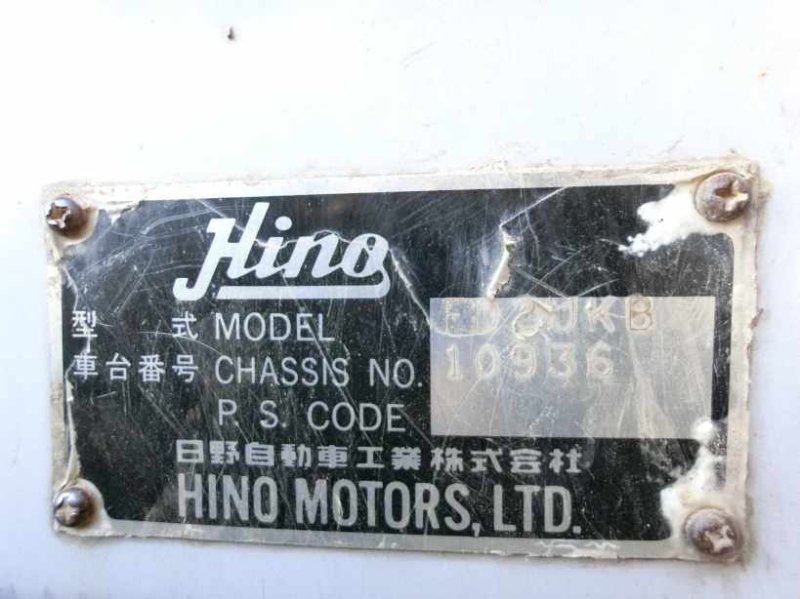 Hino
型 式 MODEL FD2JKB
車台番号 CHASSIS NO. 10936
P. S. CODE
日野自動車工業株式会社
HINO MOTORS, LTD.